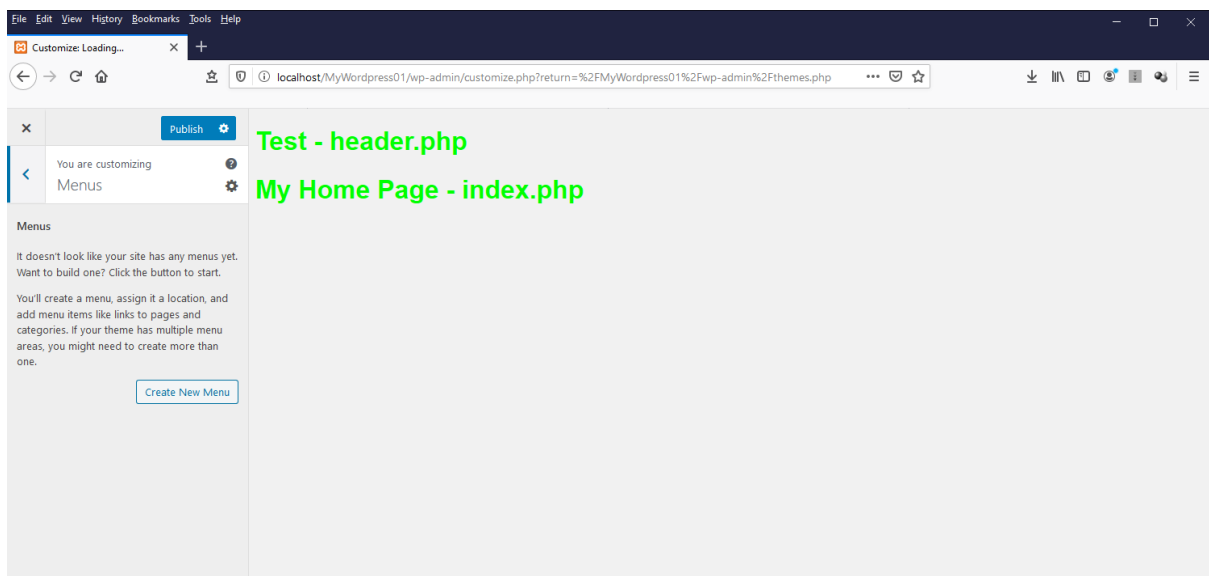 File Edit View History Bookmarks Tools Help
Customize: Loading...
localhost/MyWordpress01/wp-admin/customize.php?return=%2FMyWordpress01%2Fwp-admin%2Fthemes.php
Publish
You are customizing
Menus
Menus
It doesn't look like your site has any menus yet.
Want to build one? Click the button to start.
You'll create a menu, assign it a location, and
add menu items like links to pages and
categories. If your theme has multiple menu
areas, you might need to create more than
one.
Create New Menu
Test - header.php
My Home Page - index.php